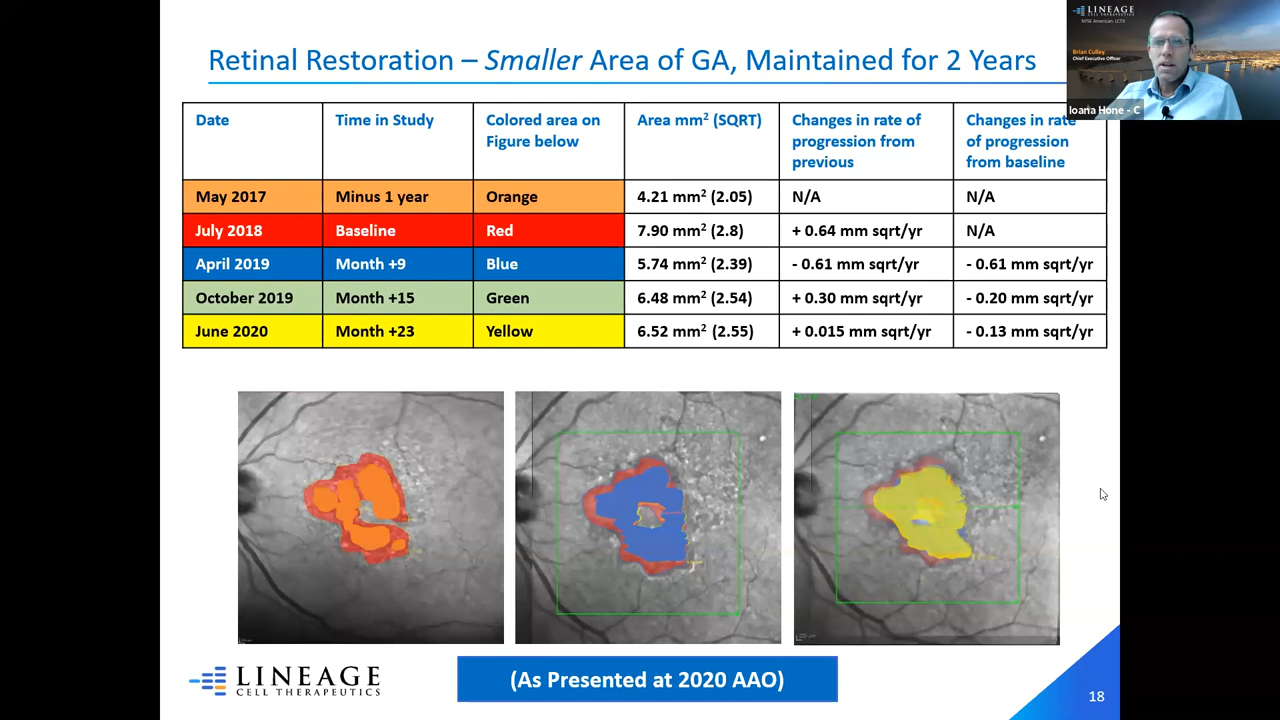 LINEAGE
CELL THERAPEUTICS
NYSE American: LCTX
Brian Culley
Chief Executive Officer
Ioana Hone - C
Retinal Restoration – Smaller Area of GA, Maintained for 2 Years
Date
Time in Study
Colored area on
Figure below
Area mm² (SQRT)
Changes in rate of
progression from
previous
Changes in rate
of progression
from baseline
May 2017 Minus 1 year Orange 4.21 mm² (2.05) N/A N/A
July 2018 Baseline Red 7.90 mm² (2.8) + 0.64 mm sqrt/yr N/A
April 2019 Month +9 Blue 5.74 mm² (2.39) - 0.61 mm sqrt/yr - 0.61 mm sqrt/yr
October 2019 Month +15 Green 6.48 mm² (2.54) + 0.30 mm sqrt/yr - 0.20 mm sqrt/yr
June 2020 Month +23 Yellow 6.52 mm² (2.55) + 0.015 mm sqrt/yr - 0.13 mm sqrt/yr
LINEAGE
CELL THERAPEUTICS
(As Presented at 2020 AAO)
18